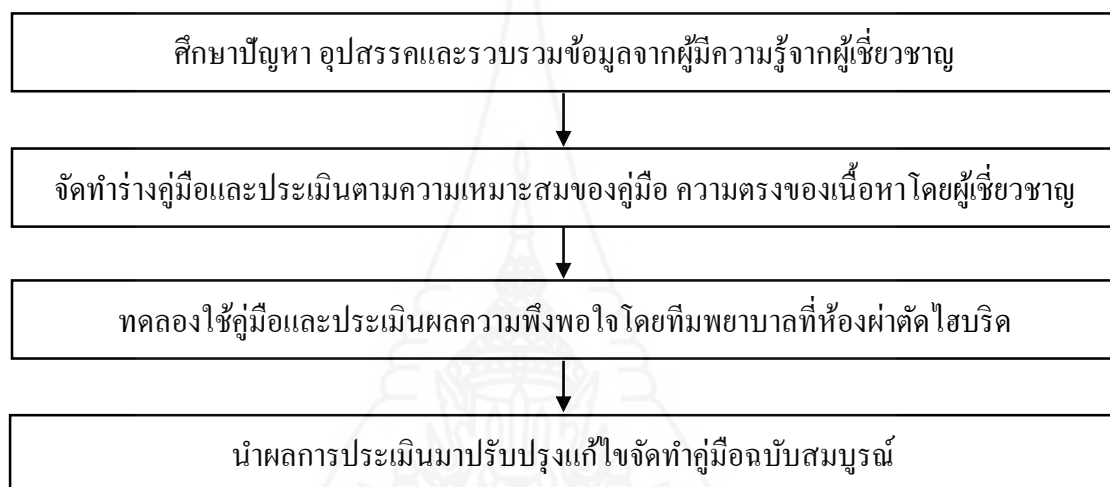 ศึกษาปัญหา อุปสรรคและรวบรวมข้อมูลจากผู้มีความรู้จากผู้เชี่ยวชาญ
จัดทำร่างคู่มือและประเมินตามความเหมาะสมของคู่มือ ความตรงของเนื้อหาโดยผู้เชี่ยวชาญ
ทดลองใช้คู่มือและประเมินผลความพึงพอใจโดยทีมพยาบาลที่ห้องผ่าตัดไฮบริด
นำผลการประเมินมาปรับปรุงแก้ไขจัดทำคู่มือฉบับสมบูรณ์